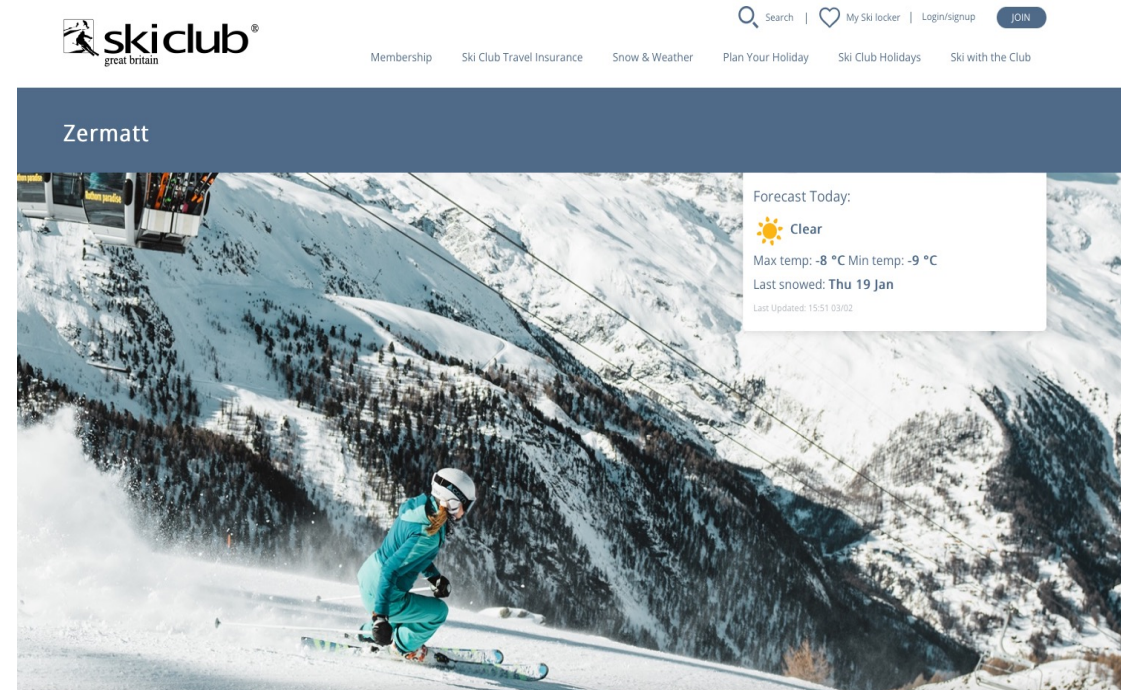 Search | My Ski locker | Login/signup JOIN
skiclub®
great britain
Membership Ski Club Travel Insurance Snow & Weather Plan Your Holiday Ski Club Holidays Ski with the Club
Zermatt
Forecast Today:
Clear
Max temp: -8 °C Min temp: -9 °C
Last snowed: Thu 19 Jan
Last Updated: 15:51 03/02
paradise
paradise